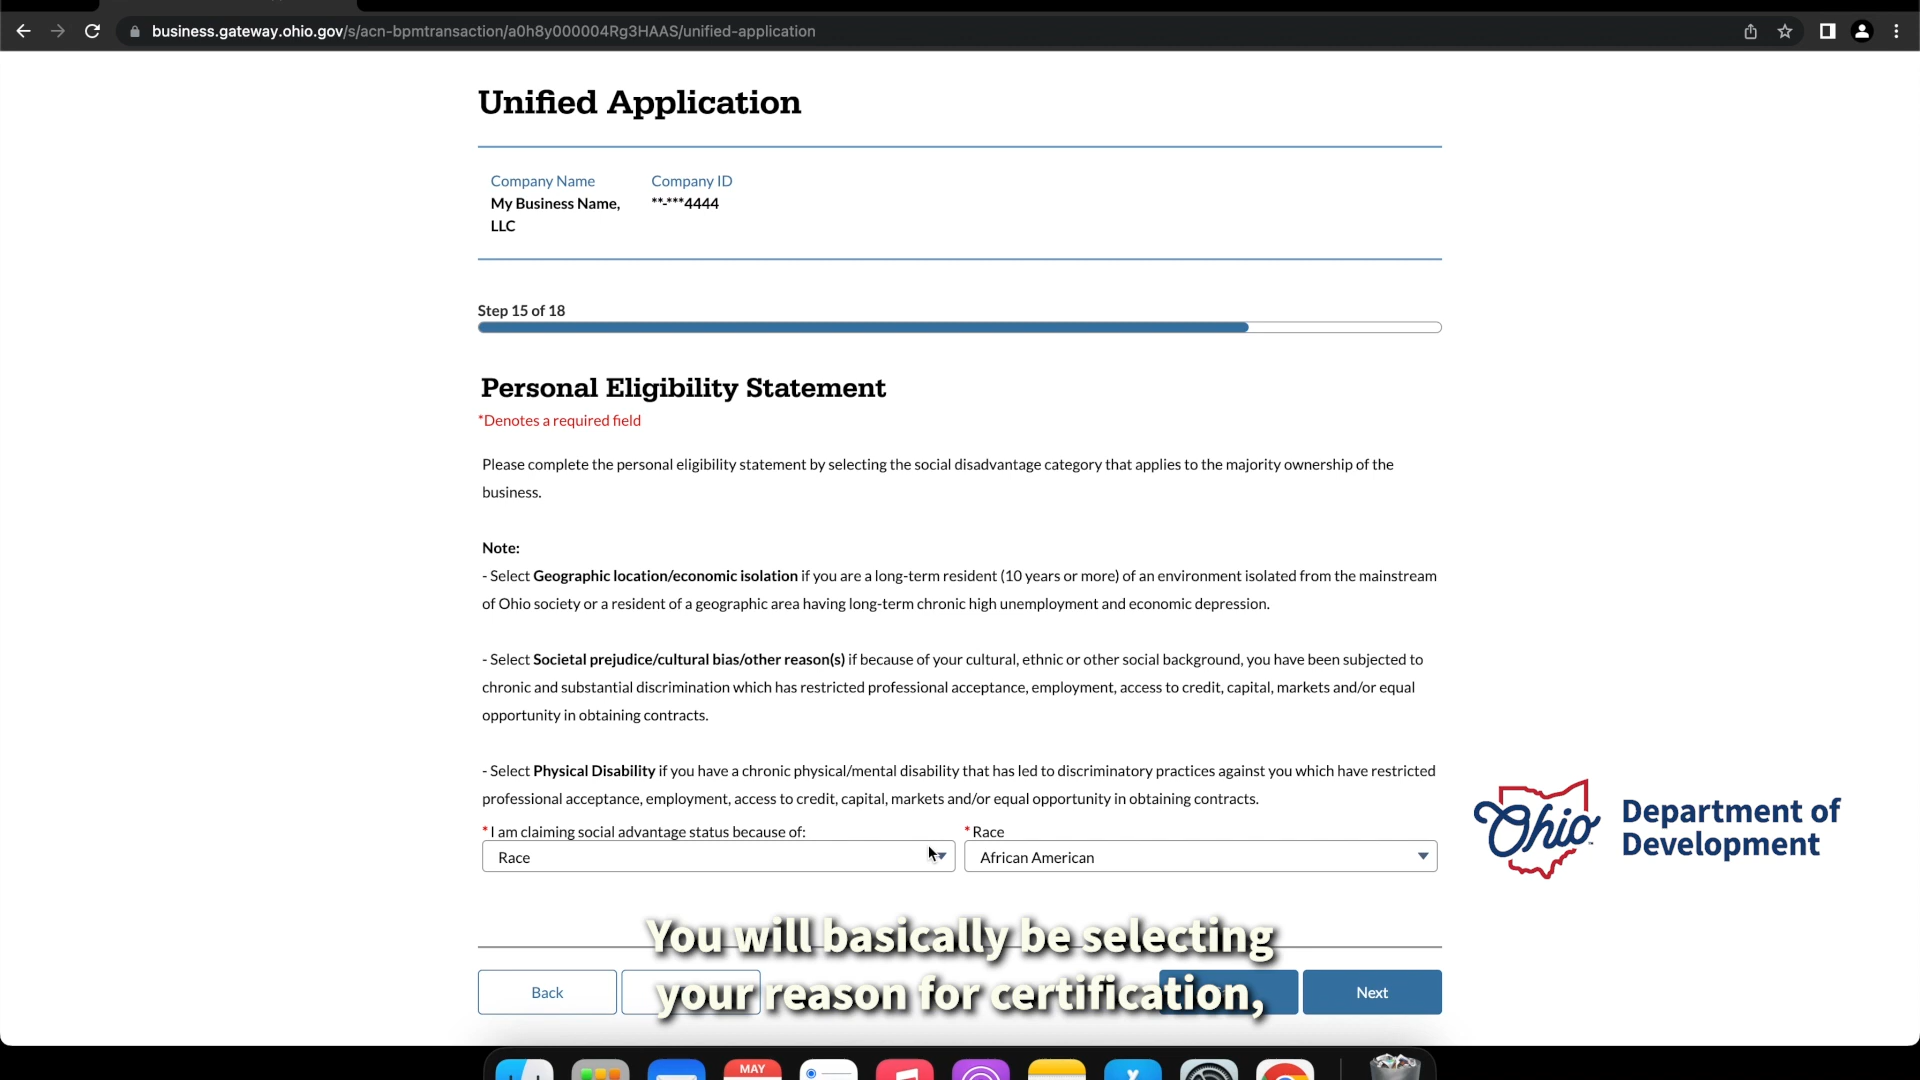 business.gateway.ohio.gov/s/acn-bpmtransaction/a0h8y000004Rg3HAAS/unified-application
Unified Application
Company Name
Company ID
My Business Name,
LLC
**-***4444
Step 15 of 18
Personal Eligibility Statement
*Denotes a required field
Please complete the personal eligibility statement by selecting the social disadvantage category that applies to the majority ownership of the
business.
Note:
- Select Geographic location/economic isolation if you are a long-term resident (10 years or more) of an environment isolated from the mainstream
of Ohio society or a resident of a geographic area having long-term chronic high unemployment and economic depression.
- Select Societal prejudice/cultural bias/other reason(s) if because of your cultural, ethnic or other social background, you have been subjected to
chronic and substantial discrimination which has restricted professional acceptance, employment, access to credit, capital, markets and/or equal
opportunity in obtaining contracts.
- Select Physical Disability if you have a chronic physical/mental disability that has led to discriminatory practices against you which have restricted
professional acceptance, employment, access to credit, capital, markets and/or equal opportunity in obtaining contracts.
*I am claiming social advantage status because of:
*Race
Race
African American
Ohio
Department of
Development
You will basically be selecting
your reason for certification,
Back
Next
MAY